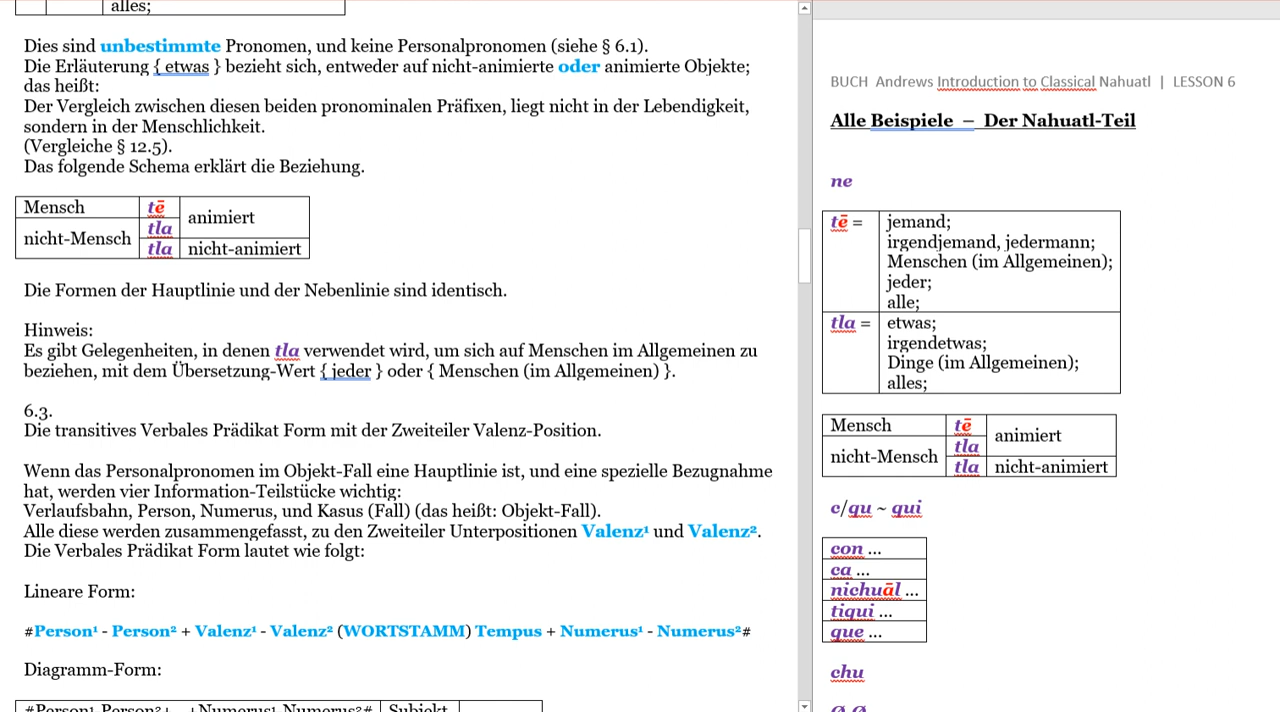 alles;
Dies sind unbestimmte Pronomen, und keine Personalpronomen (siehe § 6.1).
Die Erläuterung { etwas } bezieht sich, entweder auf nicht-animierte oder animierte Objekte;
das heißt:
Der Vergleich zwischen diesen beiden pronominalen Präfixen, liegt nicht in der Lebendigkeit,
sondern in der Menschlichkeit.
(Vergleiche § 12.5).
Das folgende Schema erklärt die Beziehung.
Mensch tē animiert
nicht-Mensch tla
tla nicht-animiert
Die Formen der Hauptlinie und der Nebenlinie sind identisch.
Hinweis:
Es gibt Gelegenheiten, in denen tla verwendet wird, um sich auf Menschen im Allgemeinen zu
beziehen, mit dem Übersetzung-Wert { jeder } oder { Menschen (im Allgemeinen) }.
6.3.
Die transitives Verbales Prädikat Form mit der Zweiteiler Valenz-Position.
Wenn das Personalpronomen im Objekt-Fall eine Hauptlinie ist, und eine spezielle Bezugnahme
hat, werden vier Information-Teilstücke wichtig:
Verlaufsbahn, Person, Numerus, und Kasus (Fall) (das heißt: Objekt-Fall).
Alle diese werden zusammengefasst, zu den Zweiteiler Unterpositionen Valenz¹ und Valenz².
Die Verbales Prädikat Form lautet wie folgt:
Lineare Form:
#Person¹ - Person² + Valenz¹ - Valenz² (WORTSTAMM) Tempus + Numerus¹ - Numerus²#
Diagramm-Form:
#Person¹-Person²+ ...+Numerus¹-Numerus²# Subjekt
BUCH Andrews Introduction to Classical Nahuatl | LESSON 6
Alle Beispiele – Der Nahuatl-Teil
ne
tē = jemand;
irgendjemand, jedermann;
Menschen (im Allgemeinen);
jeder;
alle;
tla = etwas;
irgendetwas;
Dinge (im Allgemeinen);
alles;
Mensch tē animiert
nicht-Mensch tla
tla nicht-animiert
c/qu ~ qui
con ...
ca ...
nichuāl ...
tiqui ...
que ...
chu
Ø-Ø